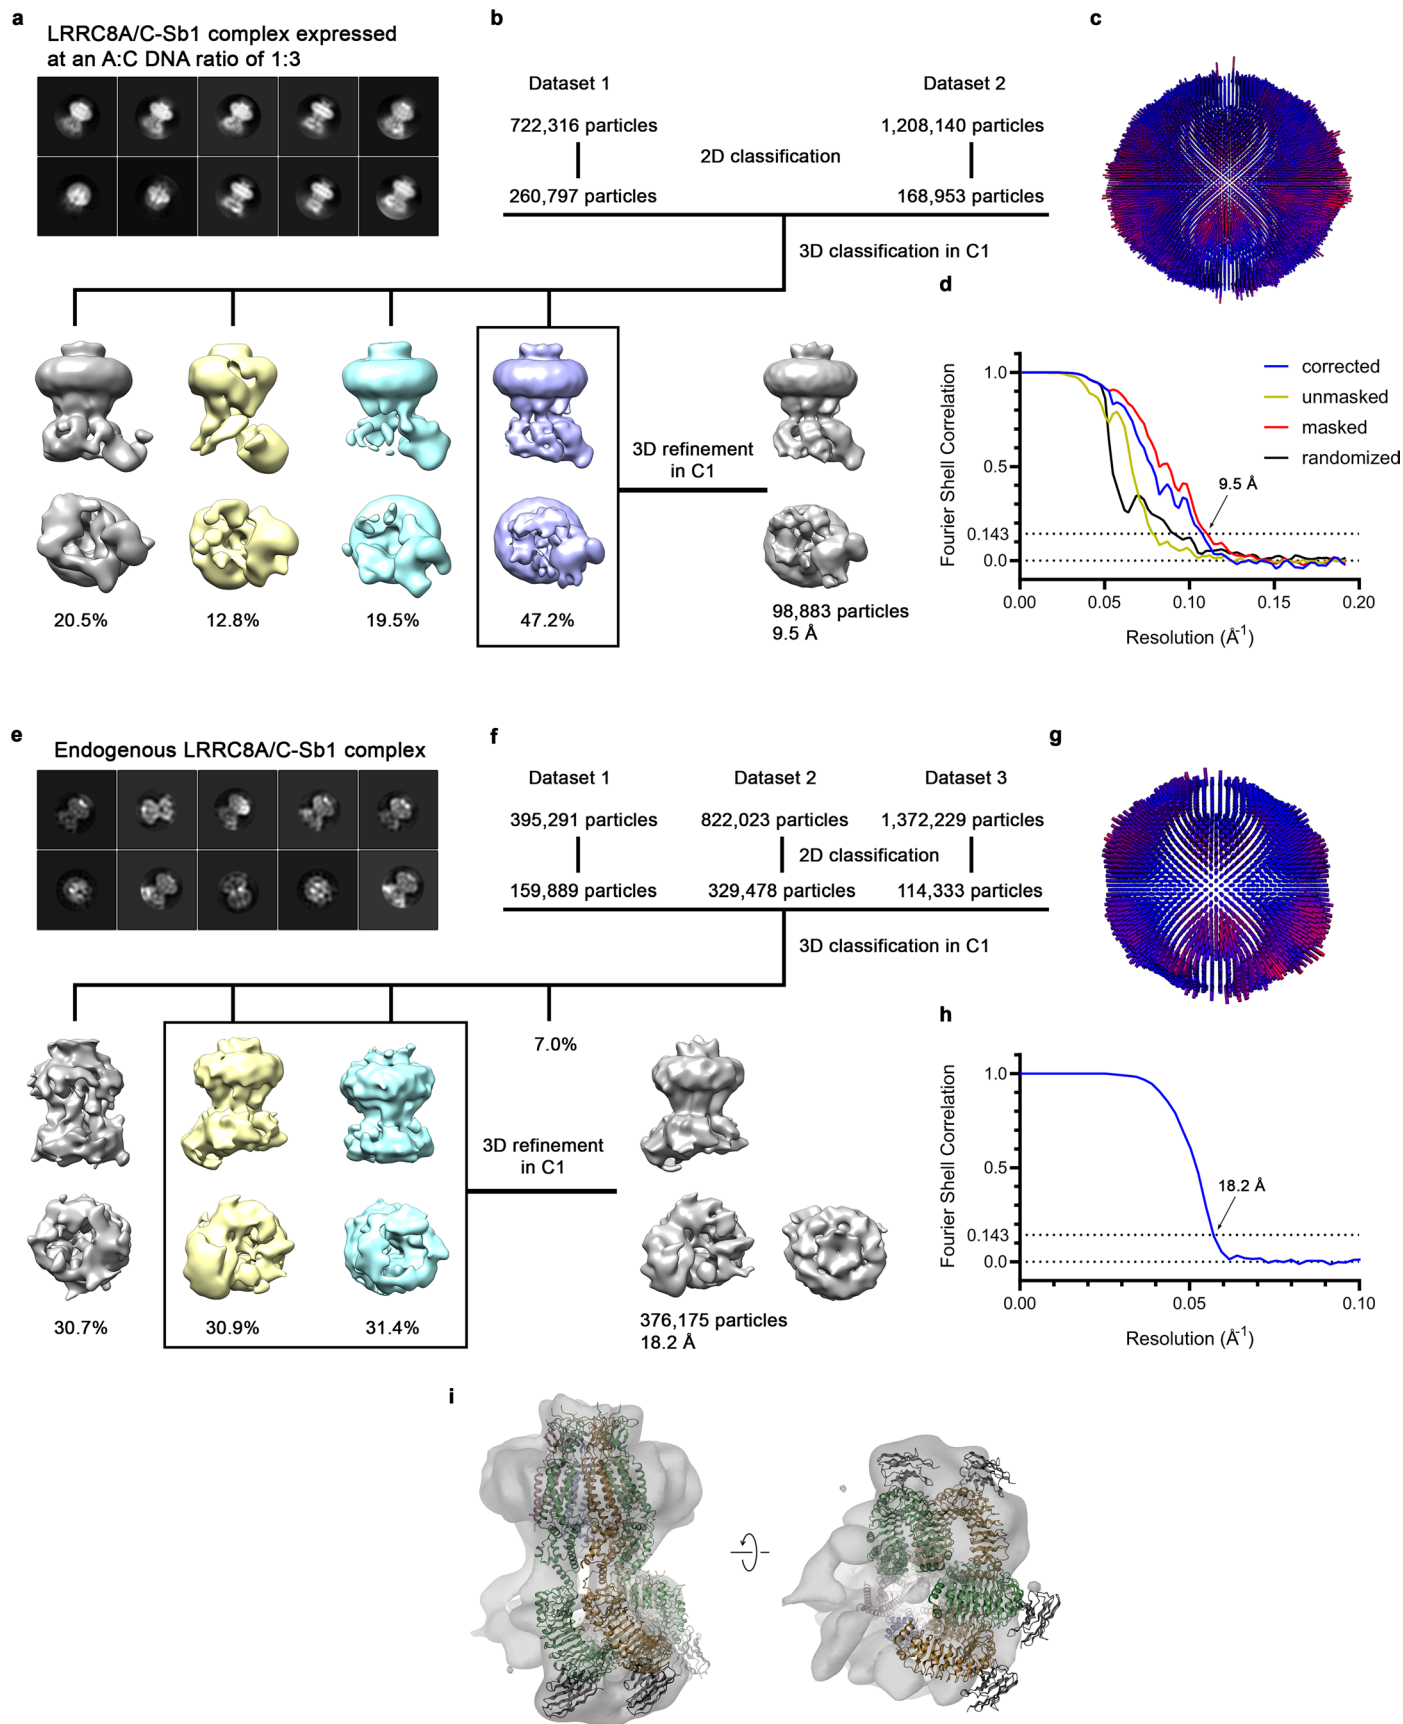 a
LRRC8A/C-Sb1 complex expressed
at an A:C DNA ratio of 1:3
b
Dataset 1
Dataset 2
722,316 particles
1,208,140 particles
2D classification
260,797 particles
168,953 particles
3D classification in C1
c
20.5%
12.8%
19.5%
47.2%
3D refinement
in C1
98,883 particles
9.5 Å
d
Fourier Shell Correlation
1.0
0.5
0.143
0.0
0.00
0.05
0.10
0.15
0.20
Resolution (Å⁻¹)
9.5 Å
corrected
unmasked
masked
randomized
e
Endogenous LRRC8A/C-Sb1 complex
f
Dataset 1
Dataset 2
Dataset 3
395,291 particles
822,023 particles
1,372,229 particles
2D classification
159,889 particles
329,478 particles
114,333 particles
3D classification in C1
g
30.7%
30.9%
31.4%
7.0%
3D refinement
in C1
376,175 particles
18.2 Å
h
Fourier Shell Correlation
1.0
0.5
0.143
0.0
0.00
0.05
0.10
Resolution (Å⁻¹)
18.2 Å
i